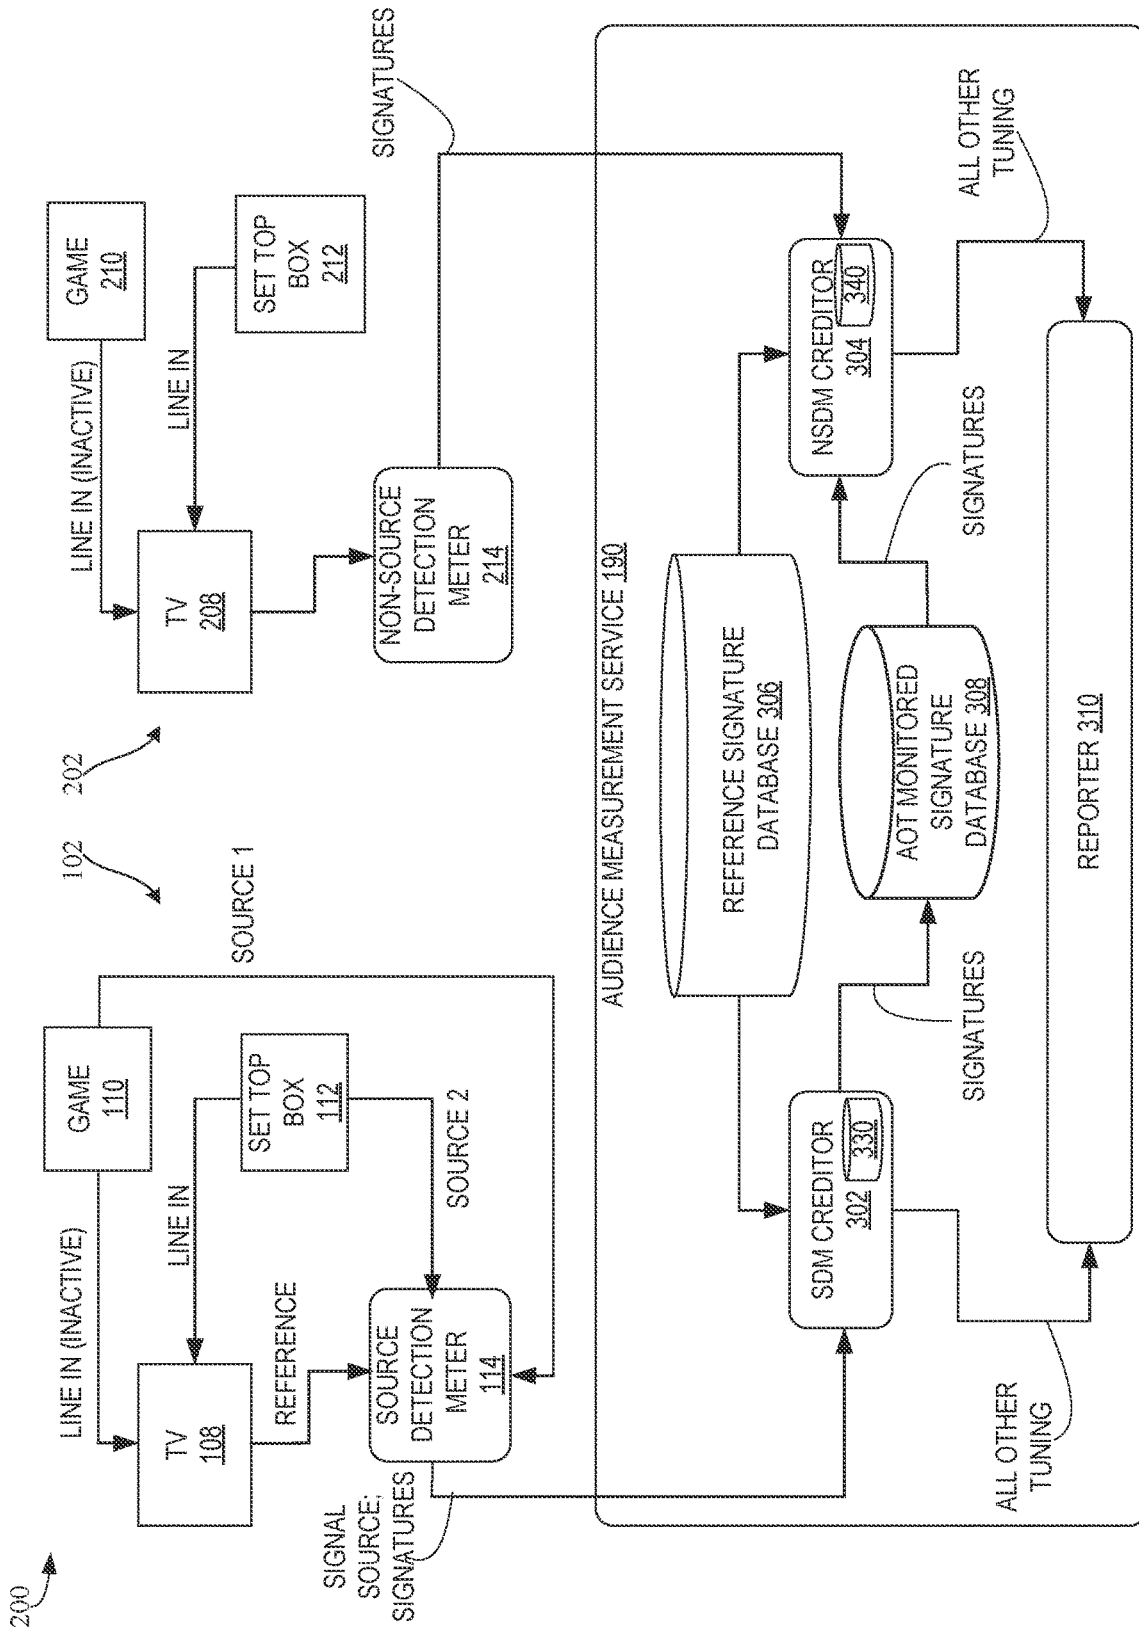 200
102
202
GAME
110
LINE IN (INACTIVE)
SOURCE 1
TV
108
LINE IN
SET TOP
BOX
112
REFERENCE
SOURCE 2
SOURCE
DETECTION
METER
114
SIGNAL
SOURCE;
SIGNATURES
GAME
210
LINE IN (INACTIVE)
TV
208
LINE IN
SET TOP
BOX
212
NON-SOURCE
DETECTION
METER
214
SIGNATURES
AUDIENCE MEASUREMENT SERVICE 190
REFERENCE SIGNATURE
DATABASE 306
SDM CREDITOR
302
330
SIGNATURES
AOT MONITORED
SIGNATURE
DATABASE 308
SIGNATURES
NSDM CREDITOR
304
340
ALL OTHER
TUNING
ALL OTHER
TUNING
REPORTER 310